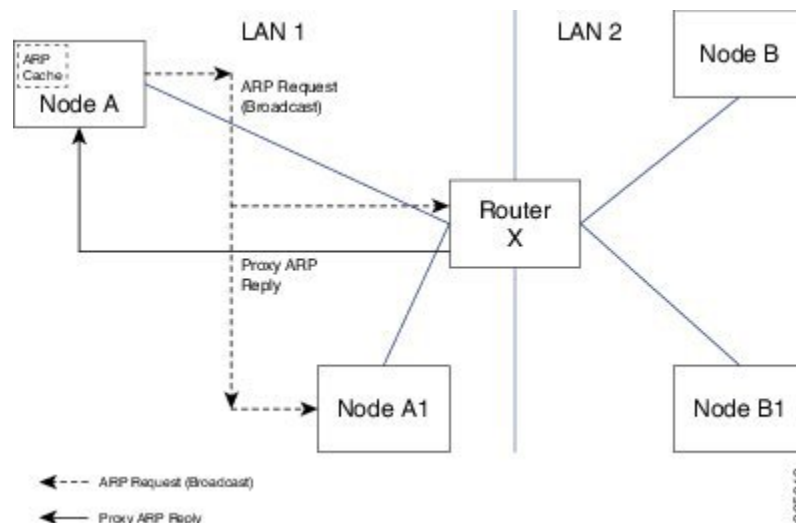 LAN 1
LAN 2
ARP
Cache
Node A
ARP Request
(Broadcast)
Node B
Router
X
Proxy ARP
Reply
Node A1
Node B1
ARP Request (Broadcast)
Proxy ARP Reply